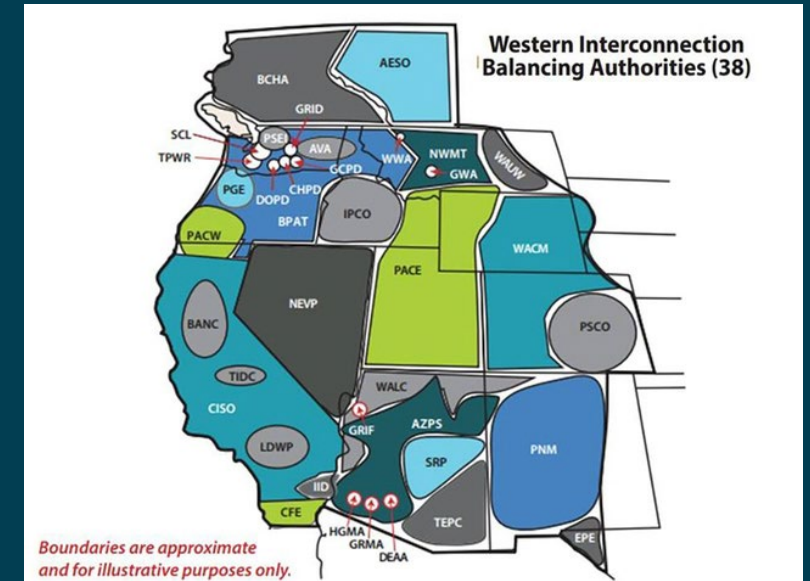 Western Interconnection
Balancing Authorities (38)
AESO
BCHA
GRID
SCL
PSEI
TPWR
AVA
WWA
NWMT
WAUW
GCPD
GWA
PGE
CHPD
DOPD
IPCO
BPAT
PACW
WACM
PACE
NEVP
BANC
PSCO
TIDC
WALC
CISO
GRIF
AZPS
LDWP
SRP
PNM
IID
CFE
TEPC
HGMA
GRMA
DEAA
EPE
Boundaries are approximate
and for illustrative purposes only.